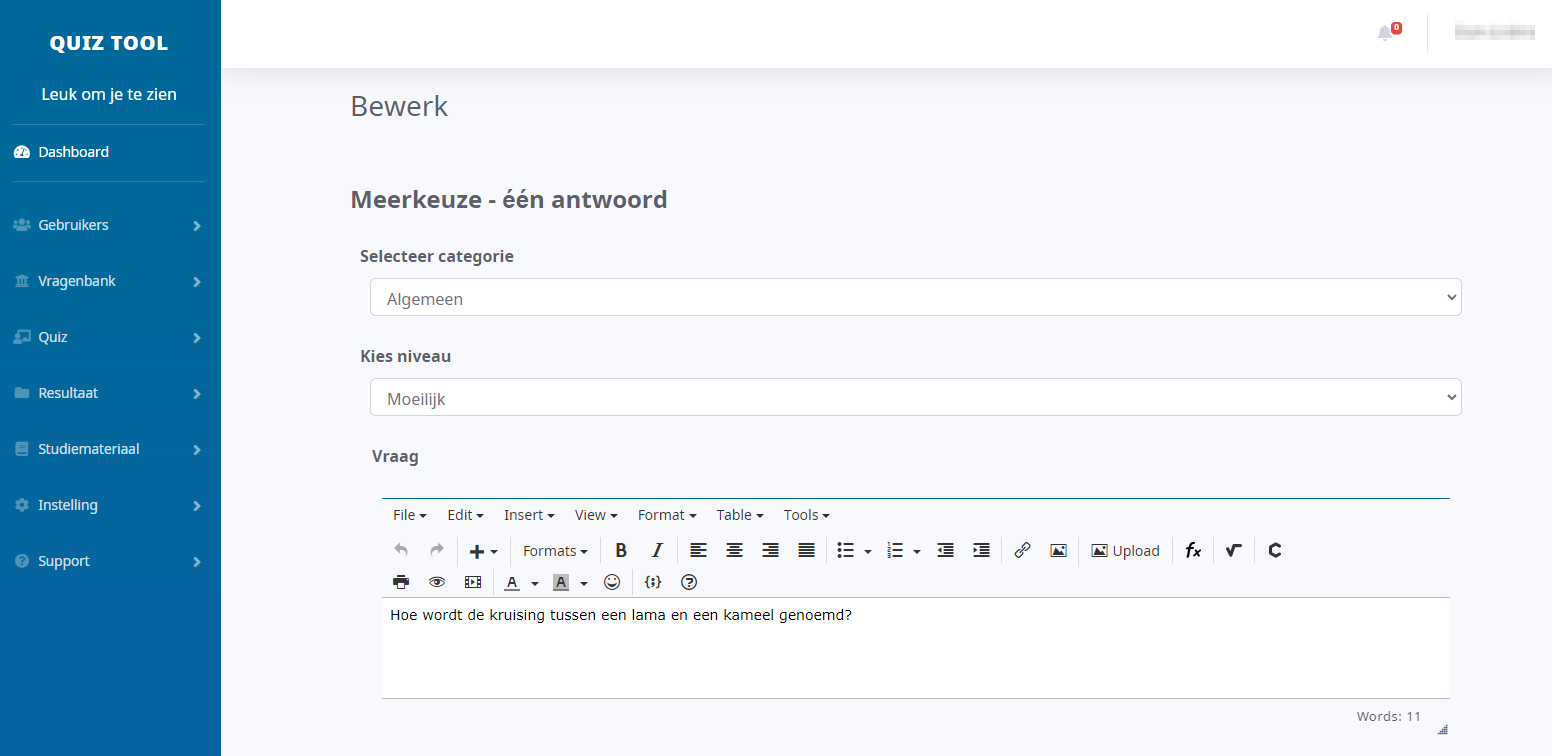 QUIZ TOOL
Leuk om je te zien
Dashboard
Gebruikers
Vragenbank
Quiz
Resultaat
Studiemateriaal
Instelling
Support
0
Bewerk
Meerkeuze - één antwoord
Selecteer categorie
Algemeen
Kies niveau
Moeilijk
Vraag
File Edit Insert View Format Table Tools
Formats B I Upload fx C
A A
Hoe wordt de kruising tussen een lama en een kameel genoemd?
Words: 11